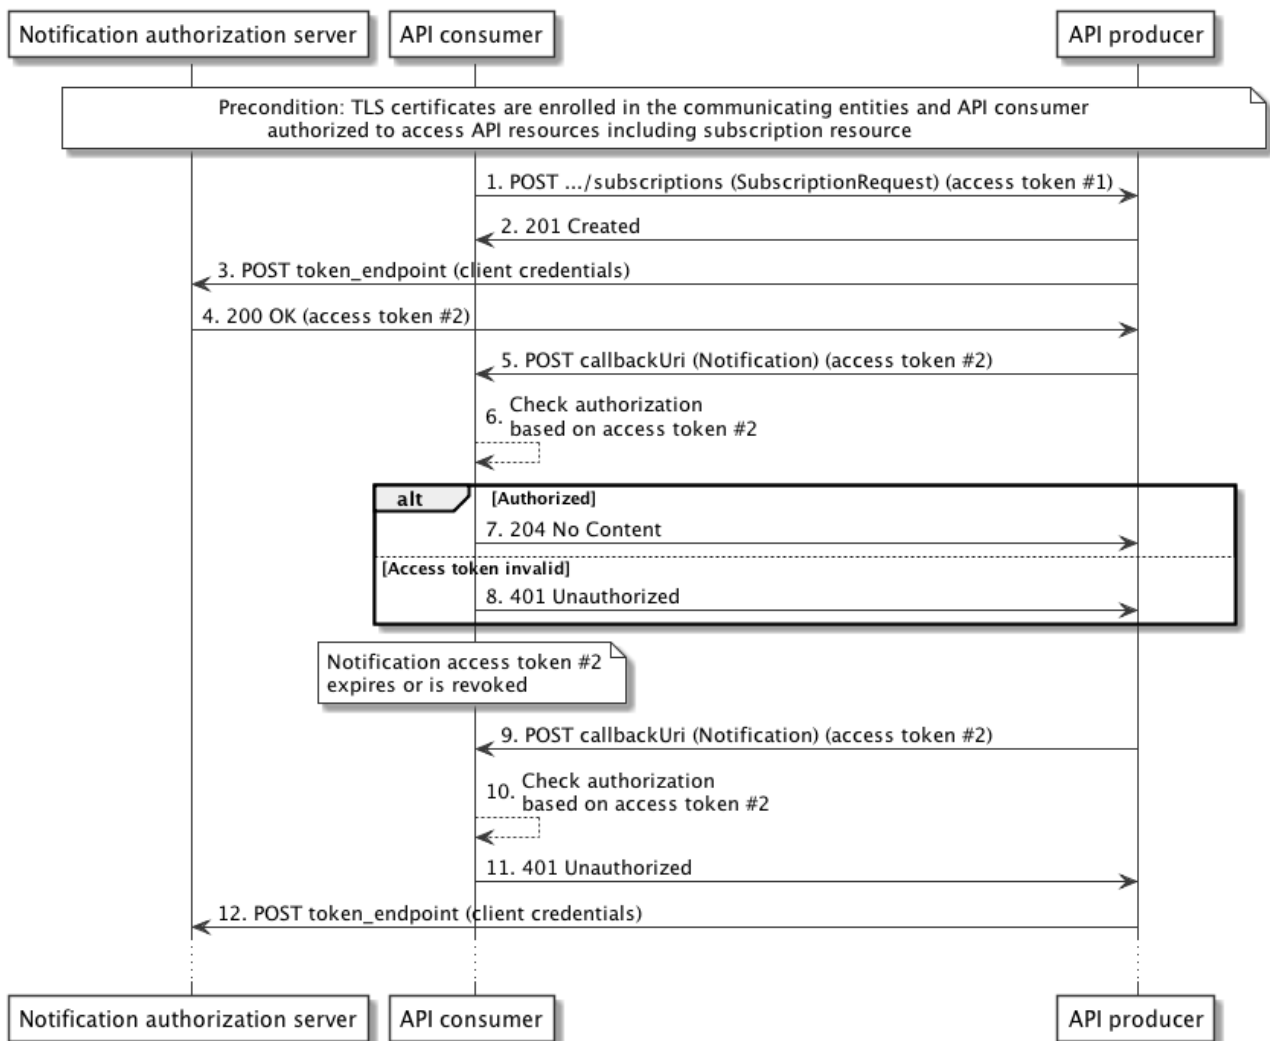 Notification authorization server
API consumer
API producer
Precondition: TLS certificates are enrolled in the communicating entities and API consumer
authorized to access API resources including subscription resource
1. POST .../subscriptions (SubscriptionRequest) (access token #1)
2. 201 Created
3. POST token_endpoint (client credentials)
4. 200 OK (access token #2)
5. POST callbackUri (Notification) (access token #2)
6. Check authorization
based on access token #2
alt [Authorized]
7. 204 No Content
[Access token invalid]
8. 401 Unauthorized
Notification access token #2
expires or is revoked
9. POST callbackUri (Notification) (access token #2)
10. Check authorization
based on access token #2
11. 401 Unauthorized
12. POST token_endpoint (client credentials)
Notification authorization server
API consumer
API producer